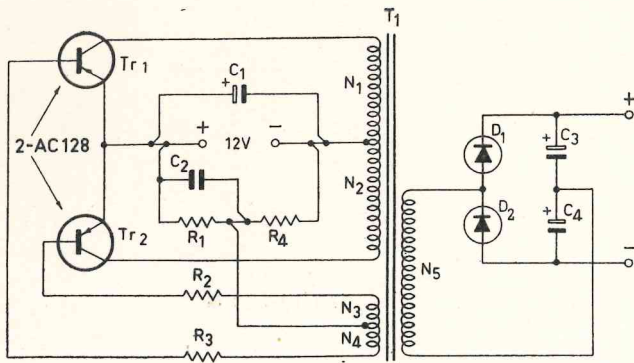 T1
Tr1
C1
+
N1
2-AC128
+
12V
−
N2
C2
R1
R4
Tr2
R2
N3
N4
R3
N5
D1
D2
+
C3
+
C4
+
−